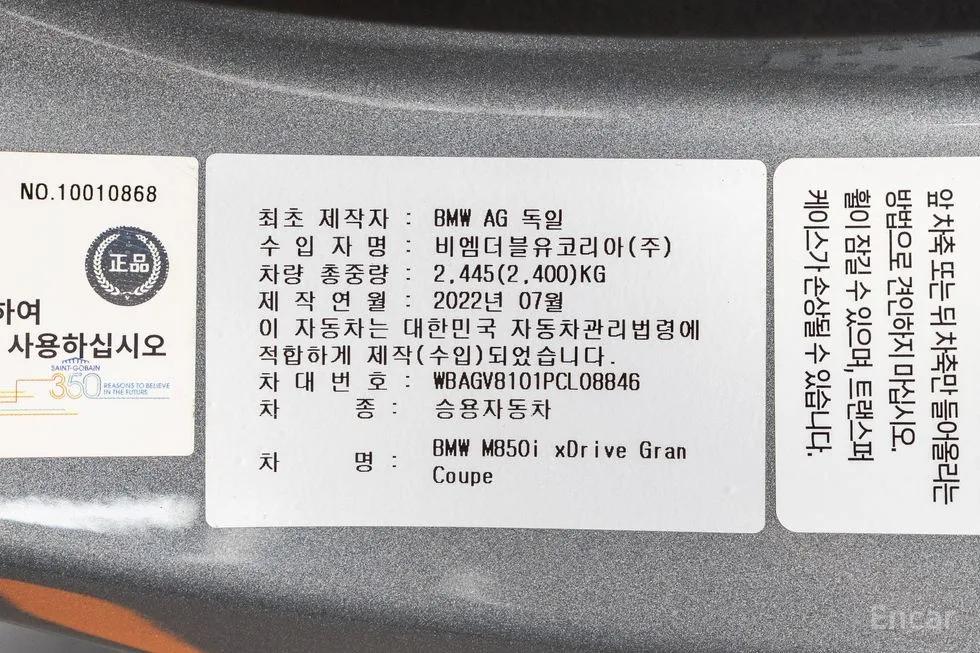 NO.10010868
正品
하여
사용하십시오
SAINT-GOBAIN
350 REASONS TO BELIEVE
IN THE FUTURE
최초 제작자 : BMW AG 독일
수 입 자 명 : 비엠더블유코리아(주)
차량 총중량 : 2,445(2,400)KG
제 작 연 월 : 2022년 07월
이 자동차는 대한민국 자동차관리법령에
적합하게 제작(수입)되었습니다.
차 대 번 호 : WBAGV8101PCL08846
차 종 : 승용자동차
차 명 : BMW M850i xDrive Gran
Coupe
앞 차축 또는 뒤 차축만 들어올리는
방법으로 견인하지 마십시오.
휠이 잠길 수 있으며, 트랜스퍼
케이스가 손상될 수 있습니다.
Encar